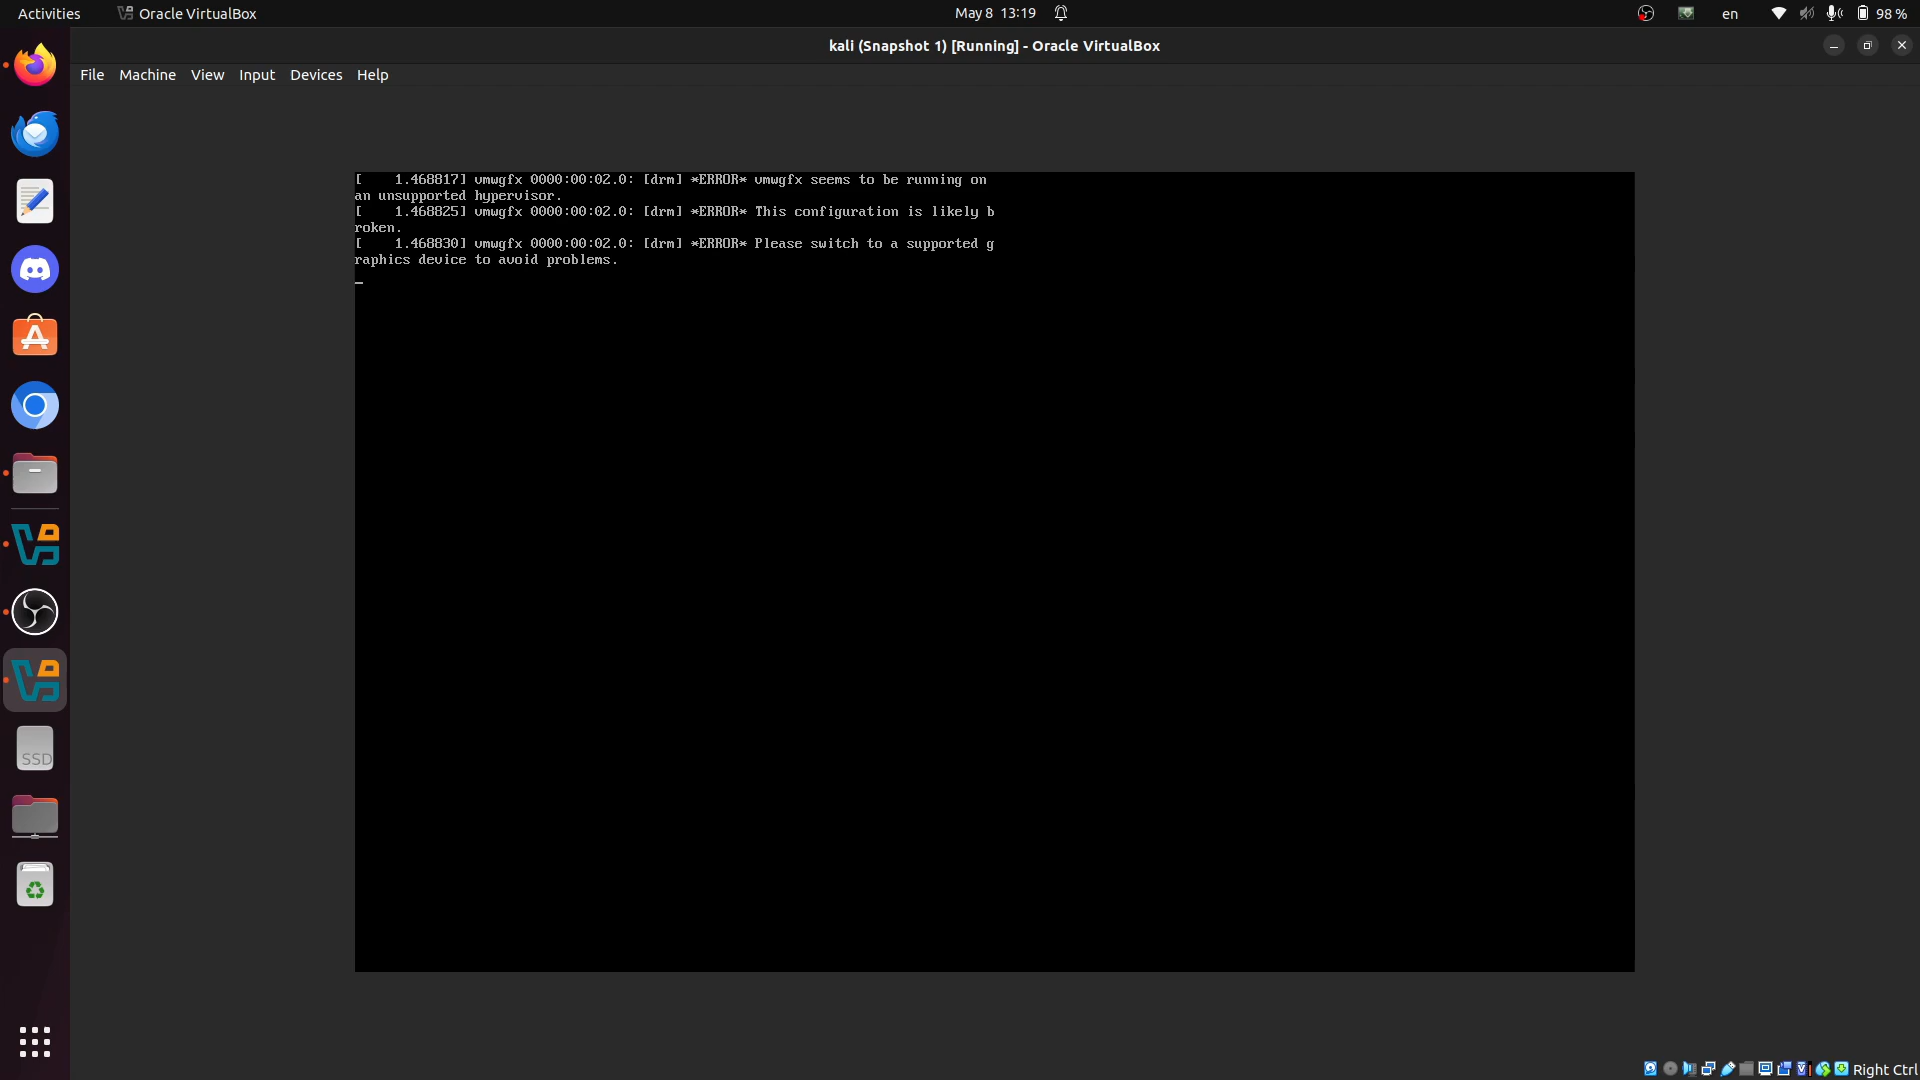 Activities
Oracle VirtualBox
May 8 13:19
en
98 %
kali (Snapshot 1) [Running] - Oracle VirtualBox
File Machine View Input Devices Help
[    1.468817] vmwgfx 0000:00:02.0: [drm] *ERROR* vmwgfx seems to be running on
an unsupported hypervisor.
[    1.468825] vmwgfx 0000:00:02.0: [drm] *ERROR* This configuration is likely b
roken.
[    1.468830] vmwgfx 0000:00:02.0: [drm] *ERROR* Please switch to a supported g
raphics device to avoid problems.
SSD
Right Ctrl